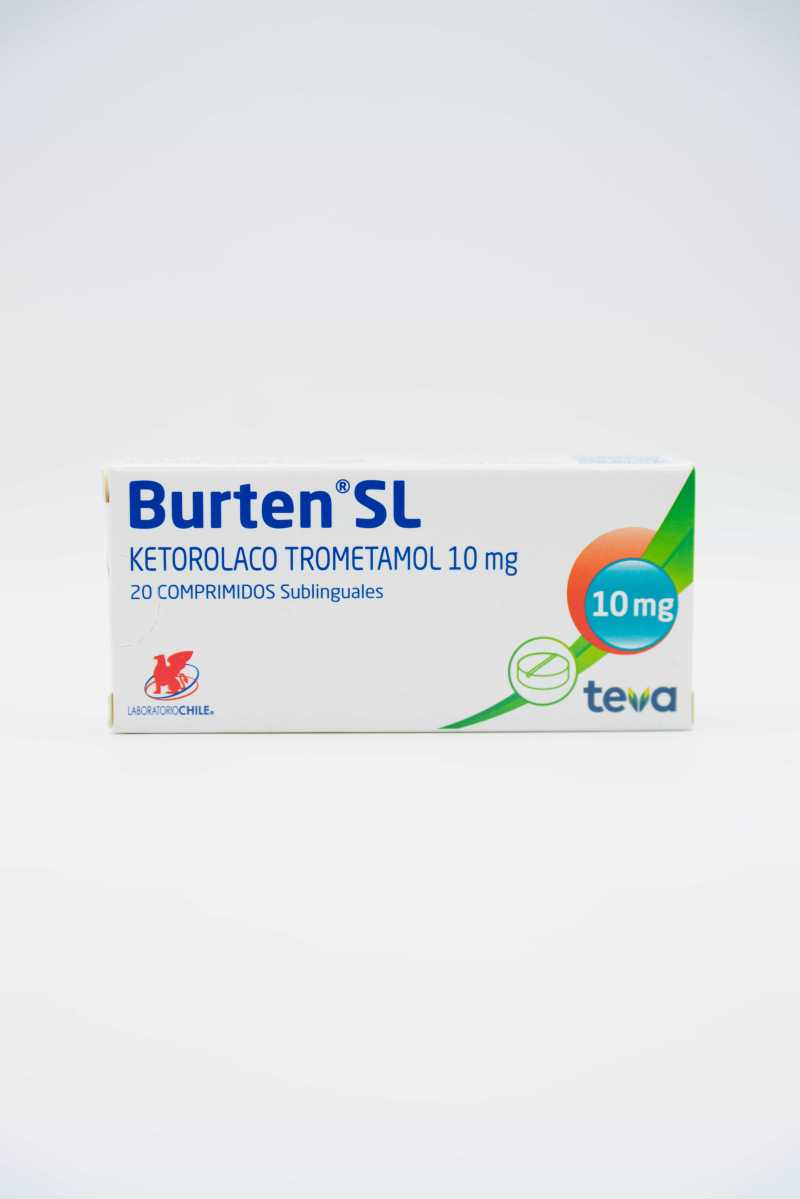 Burten® SL
KETOROLACO TROMETAMOL 10 mg
20 COMPRIMIDOS Sublinguales
10 mg
LABORATORIOCHILE®
teva